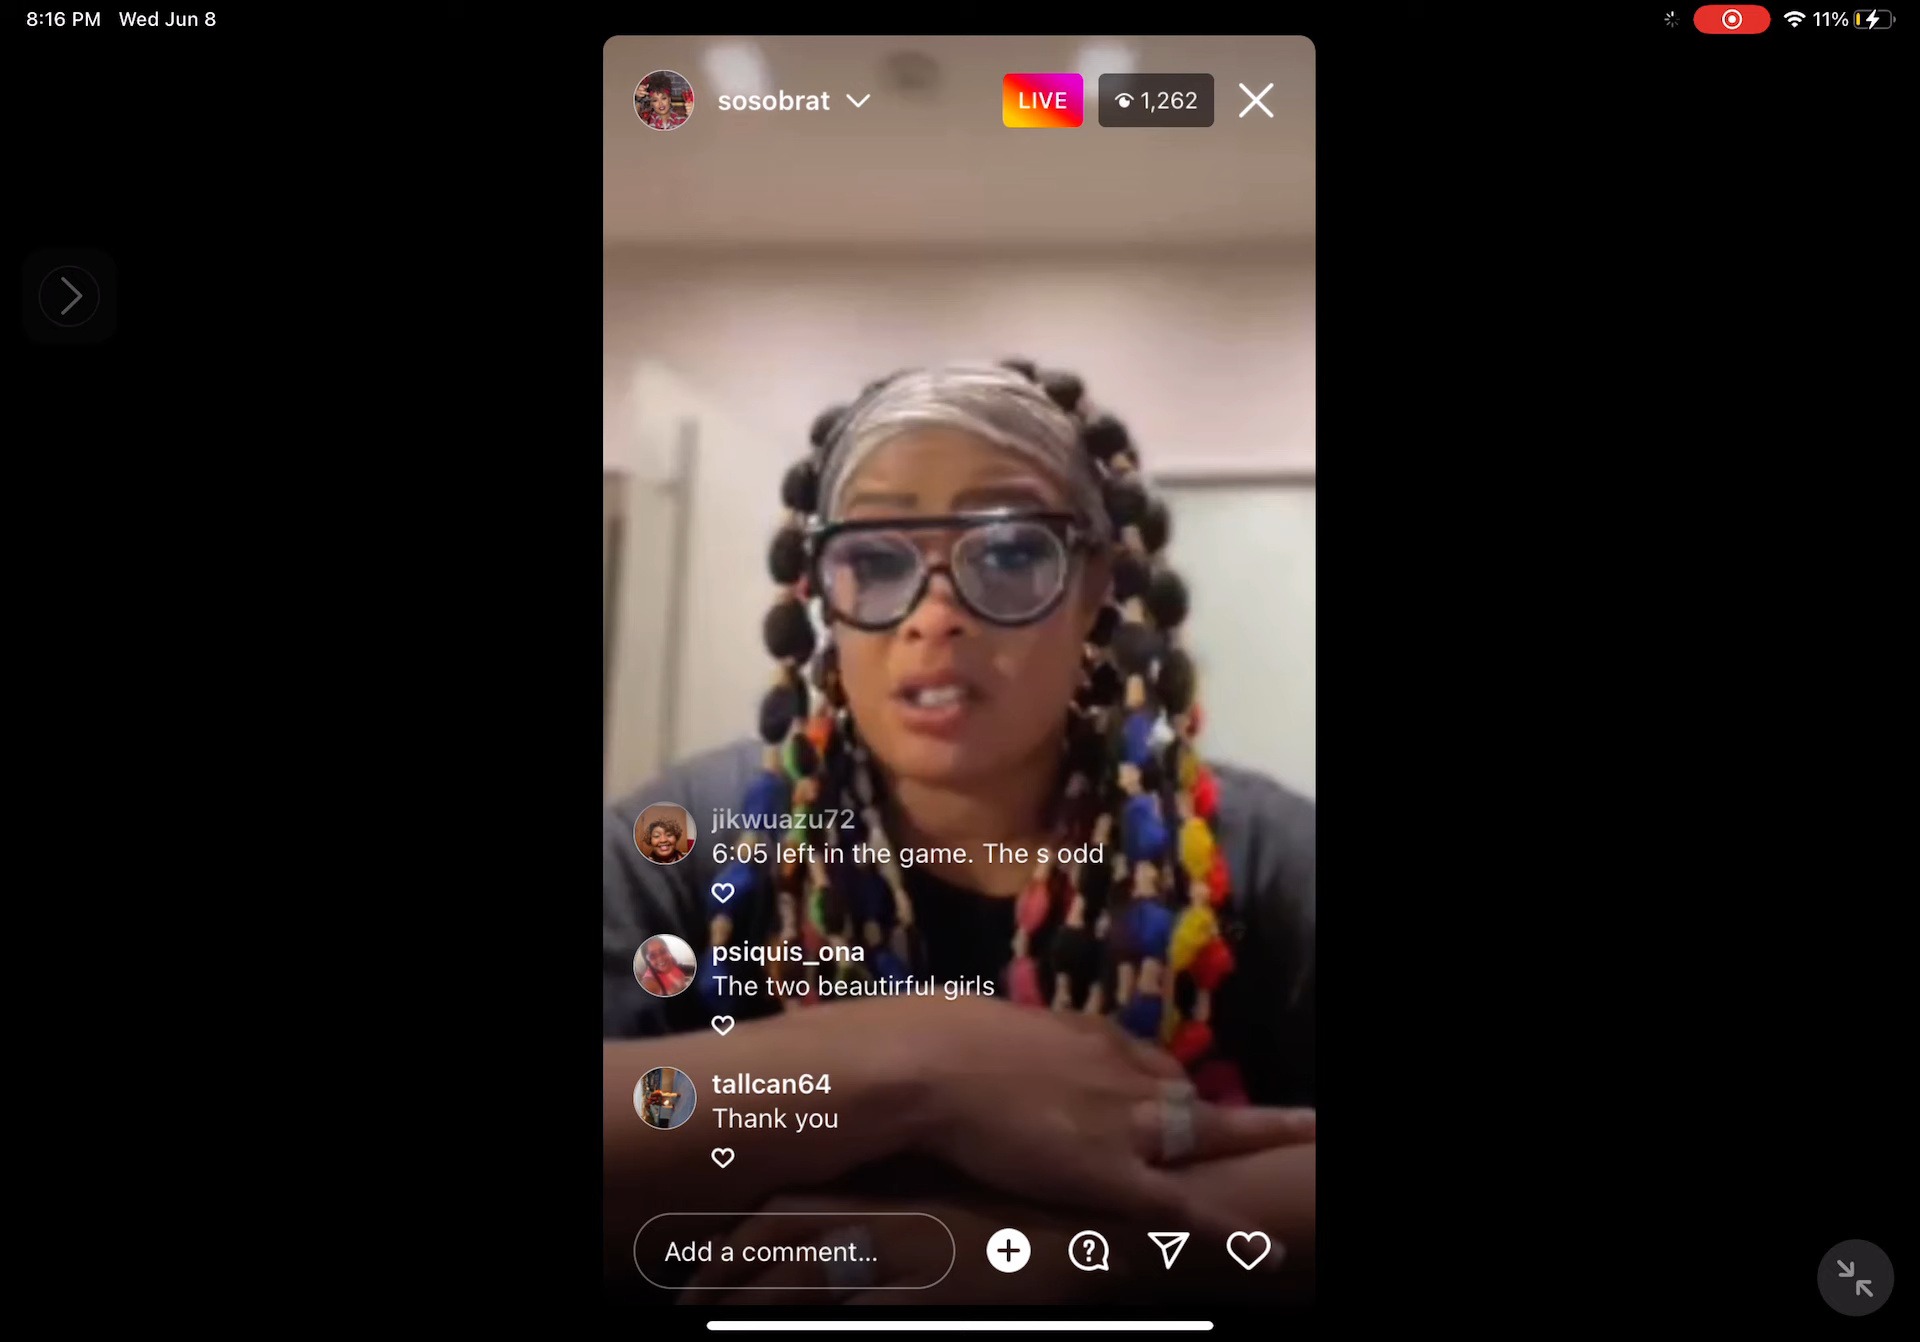 8:16 PM Wed Jun 8
11%
sosobrat
LIVE
1,262
jikwuazu72
6:05 left in the game. The s odd
psiquis_ona
The two beautirful girls
tallcan64
Thank you
Add a comment...